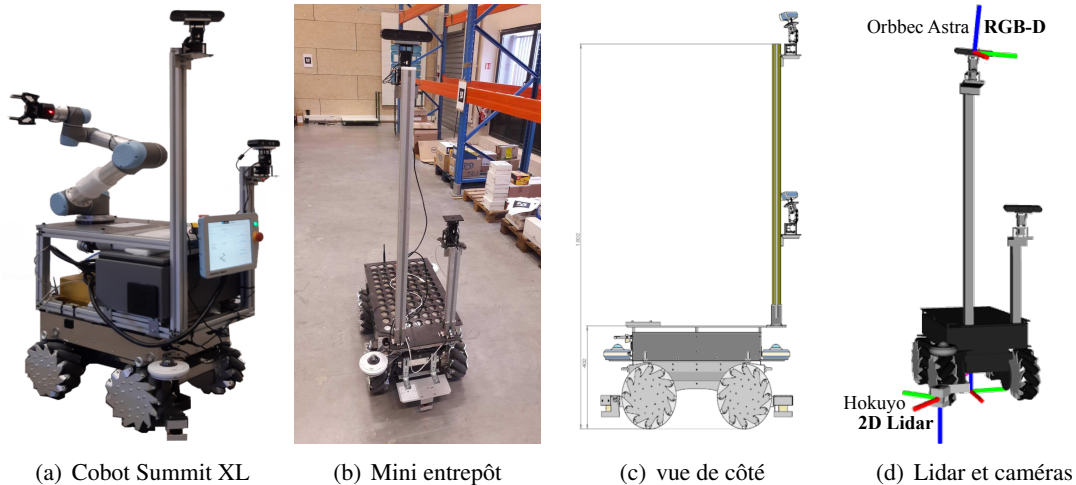 Orbbec Astra RGB-D
Hokuyo
2D Lidar
(a) Cobot Summit XL
(b) Mini entrepôt
(c) vue de côté
(d) Lidar et caméras